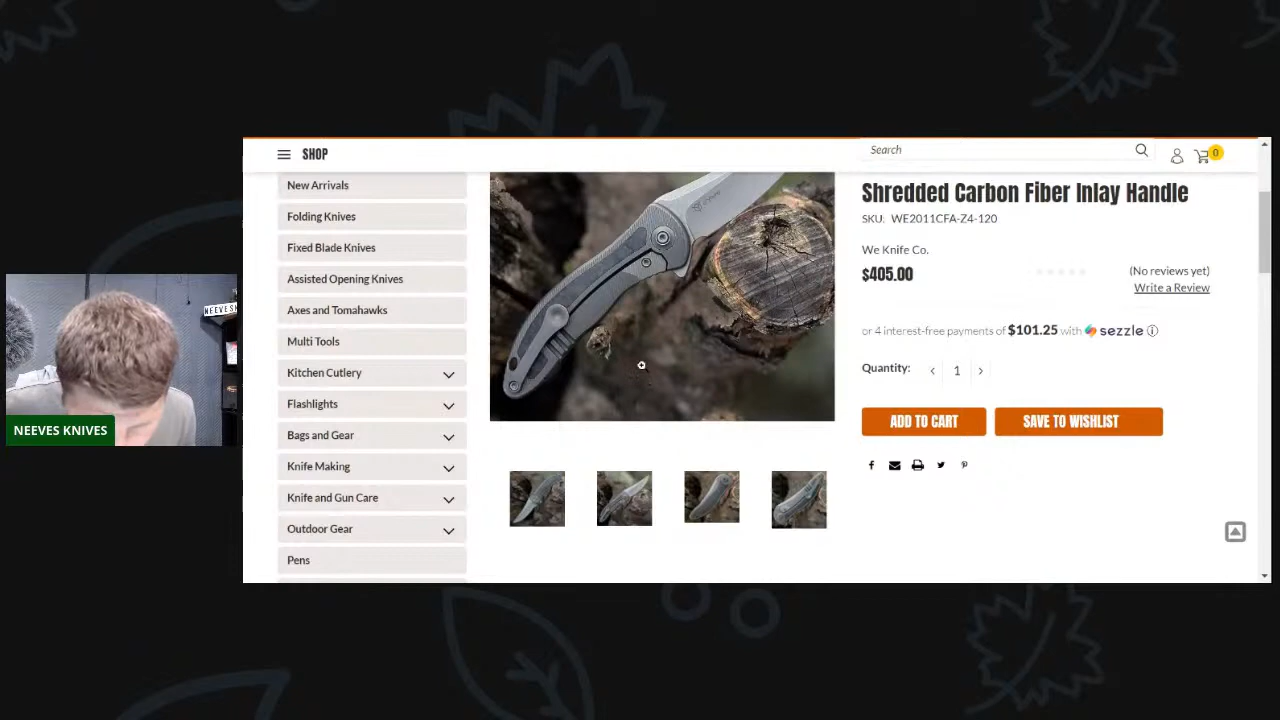 SHOP
Search
0
New Arrivals
Folding Knives
Fixed Blade Knives
Assisted Opening Knives
Axes and Tomahawks
Multi Tools
Kitchen Cutlery
Flashlights
Bags and Gear
Knife Making
Knife and Gun Care
Outdoor Gear
Pens
Shredded Carbon Fiber Inlay Handle
SKU: WE2011CFA-Z4-120
We Knife Co.
$405.00
(No reviews yet)
Write a Review
or 4 interest-free payments of $101.25 with sezzle
Quantity:
1
ADD TO CART
SAVE TO WISHLIST
NEEVES KNIVES